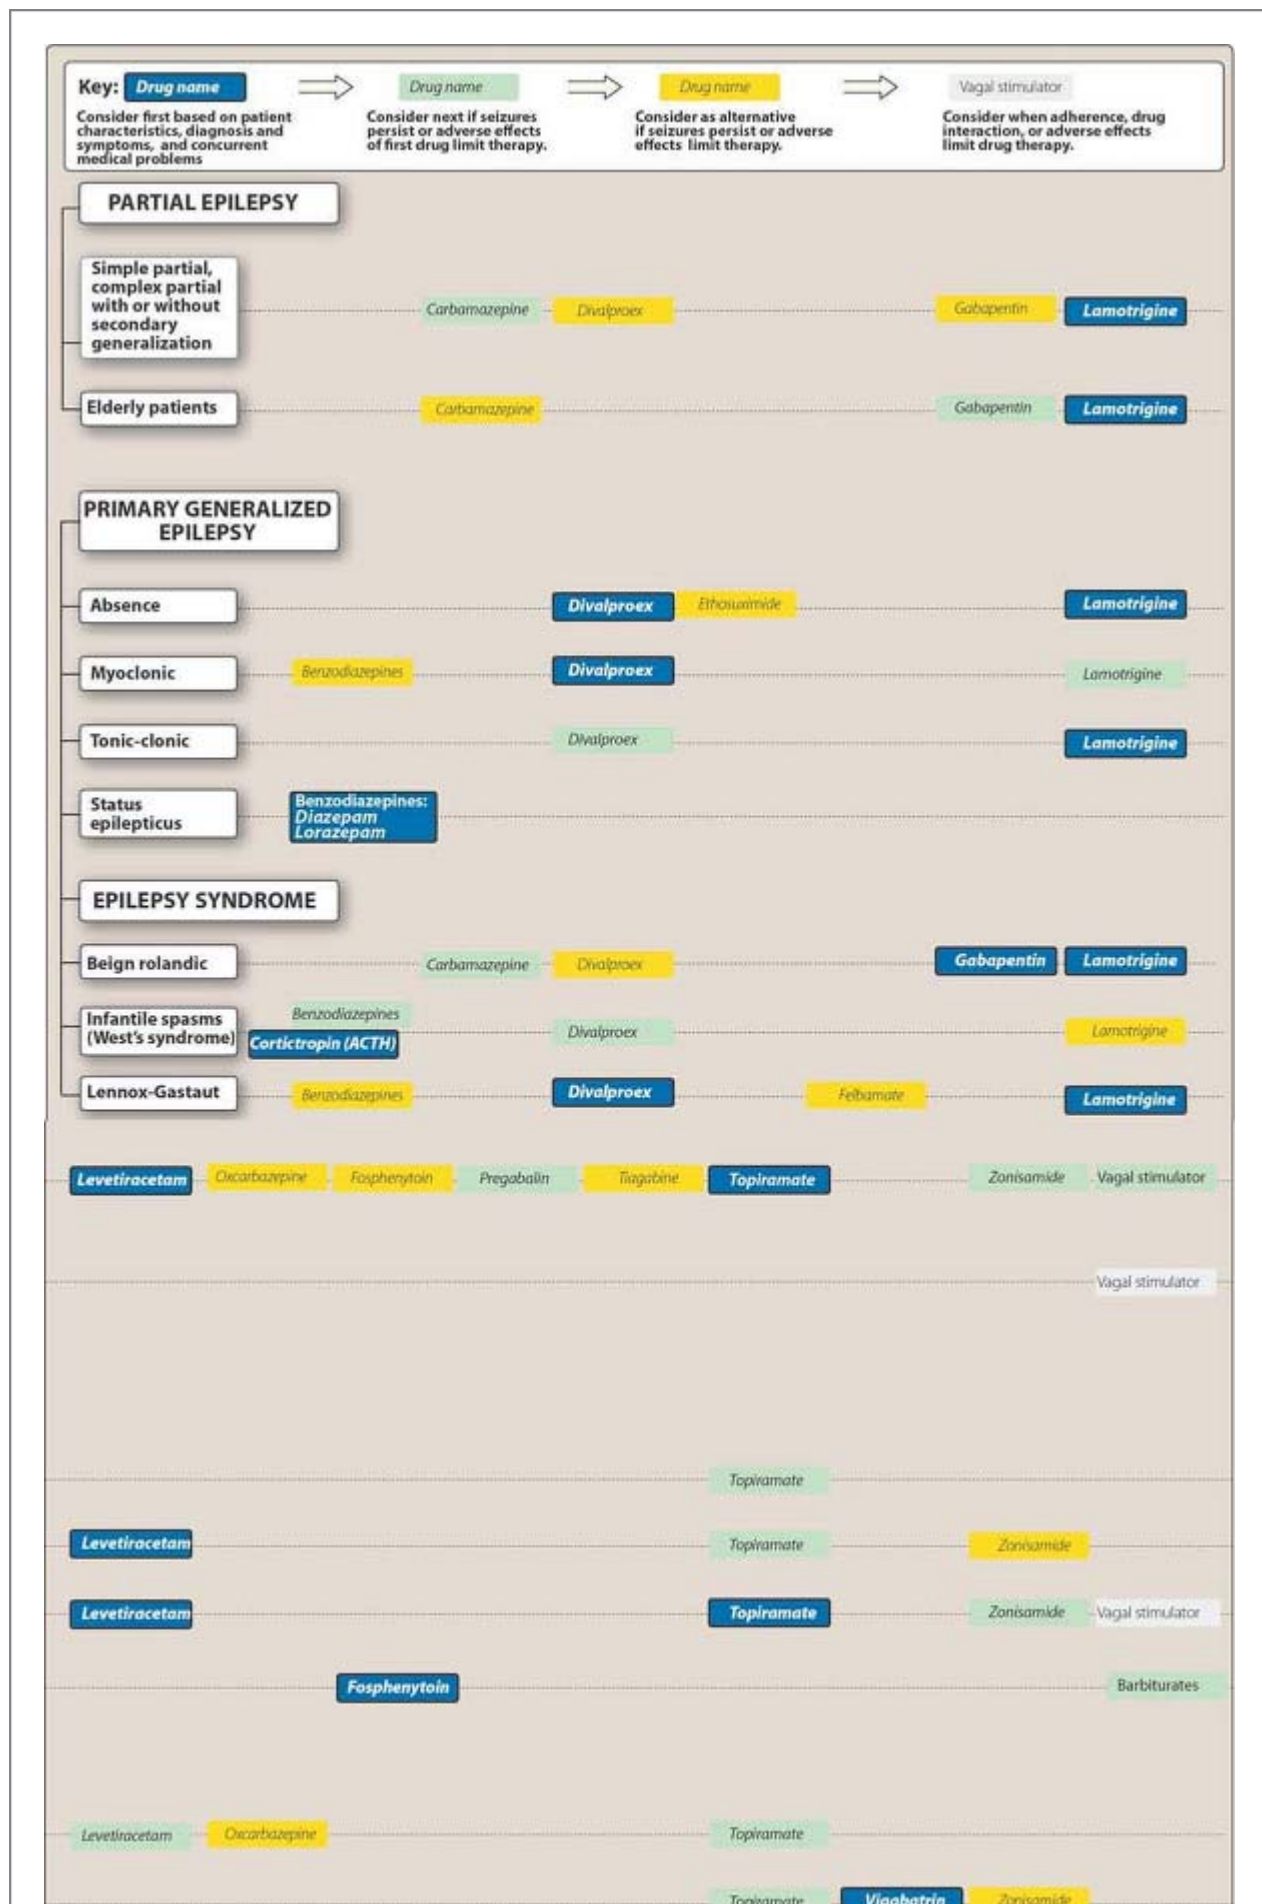 Key: Drug name
Drug name
Drug name
Vagal stimulator
Consider first based on patient
characteristics, diagnosis and
symptoms, and concurrent
medical problems
Consider next if seizures
persist or adverse effects
of first drug limit therapy.
Consider as alternative
if seizures persist or adverse
effects limit therapy.
Consider when adherence, drug
interaction, or adverse effects
limit drug therapy.
PARTIAL EPILEPSY
Simple partial,
complex partial
with or without
secondary
generalization
Carbamazepine Divalproex Gabapentin Lamotrigine
Elderly patients Carbamazepine Gabapentin Lamotrigine
PRIMARY GENERALIZED
EPILEPSY
Absence Divalproex Ethosuximide Lamotrigine
Myoclonic Benzodiazepines Divalproex Lamotrigine
Tonic-clonic Divalproex Lamotrigine
Status
epilepticus
Benzodiazepines:
Diazepam
Lorazepam
EPILEPSY SYNDROME
Beign rolandic Carbamazepine Divalproex Gabapentin Lamotrigine
Infantile spasms
(West's syndrome)
Benzodiazepines
Cortictropin (ACTH)
Divalproex Lamotrigine
Lennox-Gastaut Benzodiazepines Divalproex Felbamate Lamotrigine
Levetiracetam Oxcarbazepine Fosphenytoin Pregabalin Tiagabine Topiramate Zonisamide Vagal stimulator
Vagal stimulator
Topiramate
Levetiracetam Topiramate Zonisamide
Levetiracetam Topiramate Zonisamide Vagal stimulator
Fosphenytoin Barbiturates
Levetiracetam Oxcarbazepine Topiramate
Topiramate Vigabatrin Zonisamide